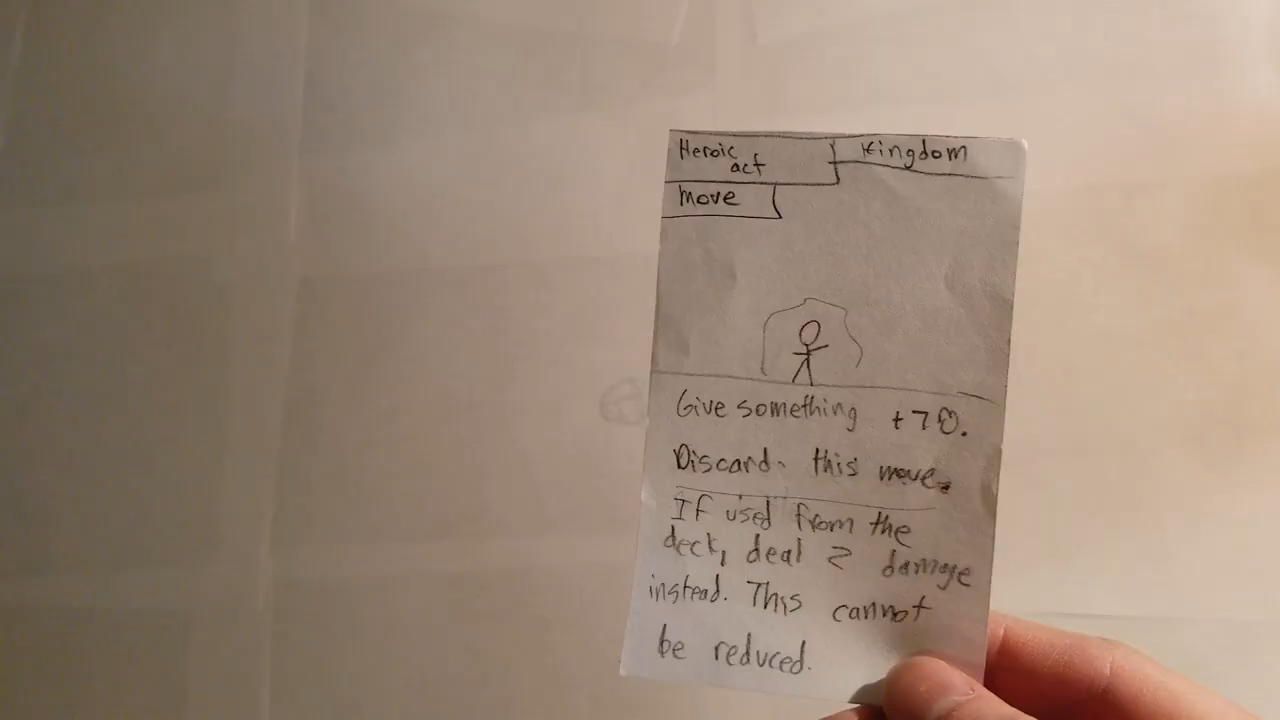 Heroic
act
Kingdom
move
Give something +7.
Discard this move.
If used from the
deck, deal 2 damage
instead. This cannot
be reduced.